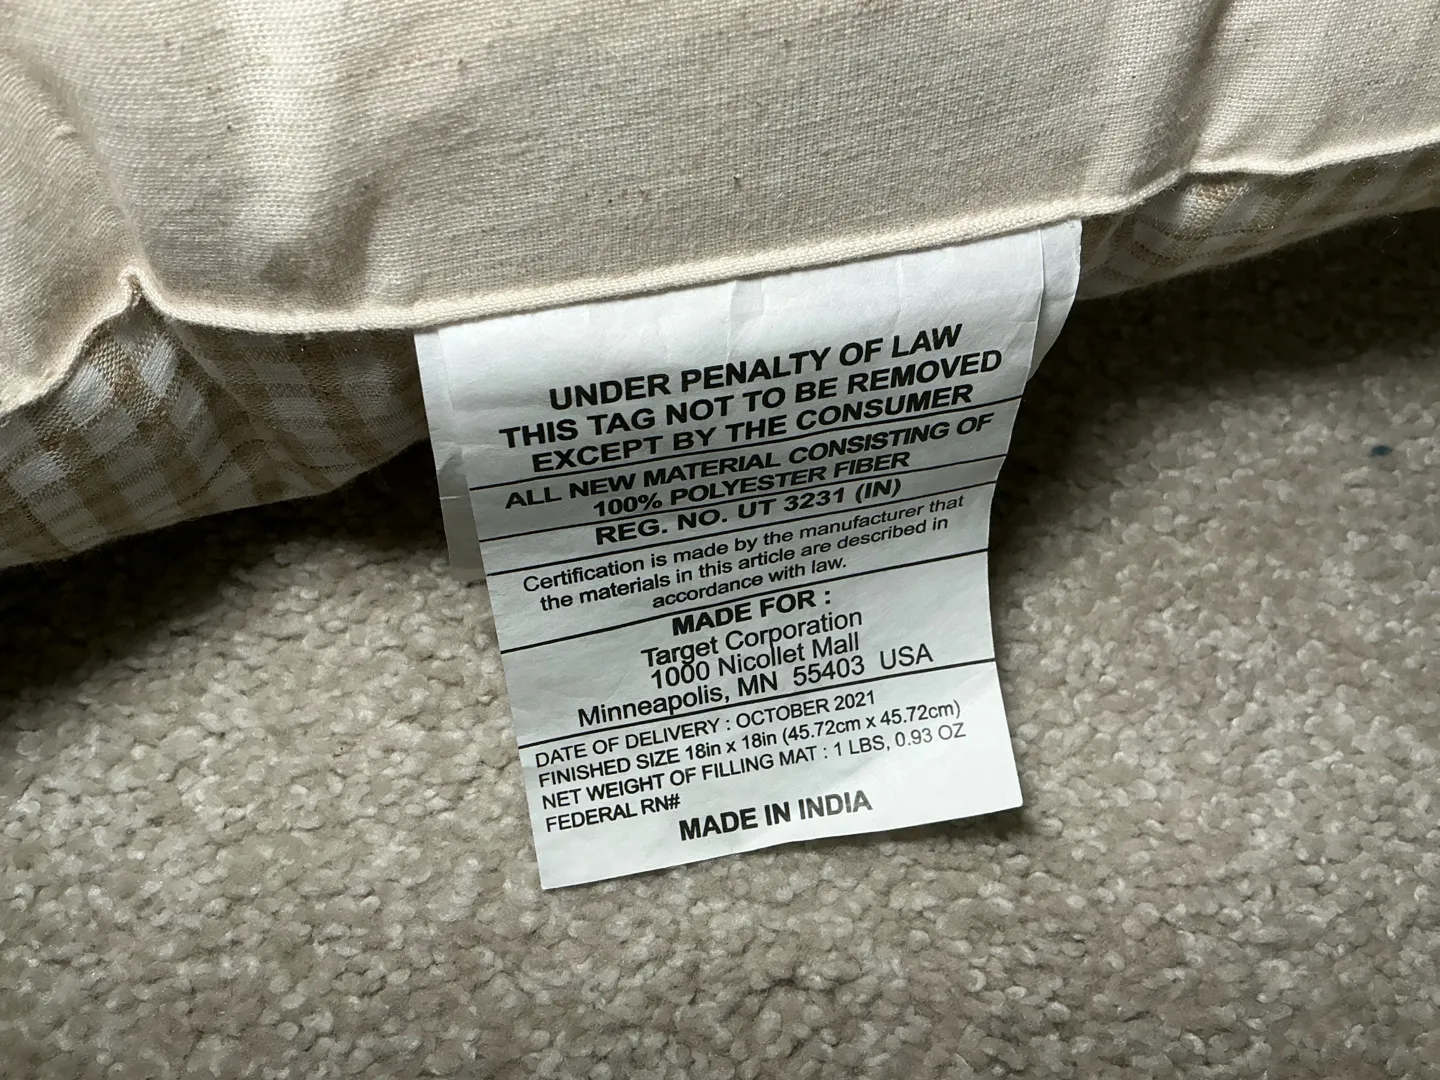 UNDER PENALTY OF LAW
THIS TAG NOT TO BE REMOVED
EXCEPT BY THE CONSUMER
ALL NEW MATERIAL CONSISTING OF
100% POLYESTER FIBER
REG. NO. UT 3231 (IN)
Certification is made by the manufacturer that
the materials in this article are described in
accordance with law.
MADE FOR :
Target Corporation
1000 Nicollet Mall
Minneapolis, MN 55403 USA
DATE OF DELIVERY : OCTOBER 2021
FINISHED SIZE 18in x 18in (45.72cm x 45.72cm)
NET WEIGHT OF FILLING MAT : 1 LBS, 0.93 OZ
FEDERAL RN#
MADE IN INDIA